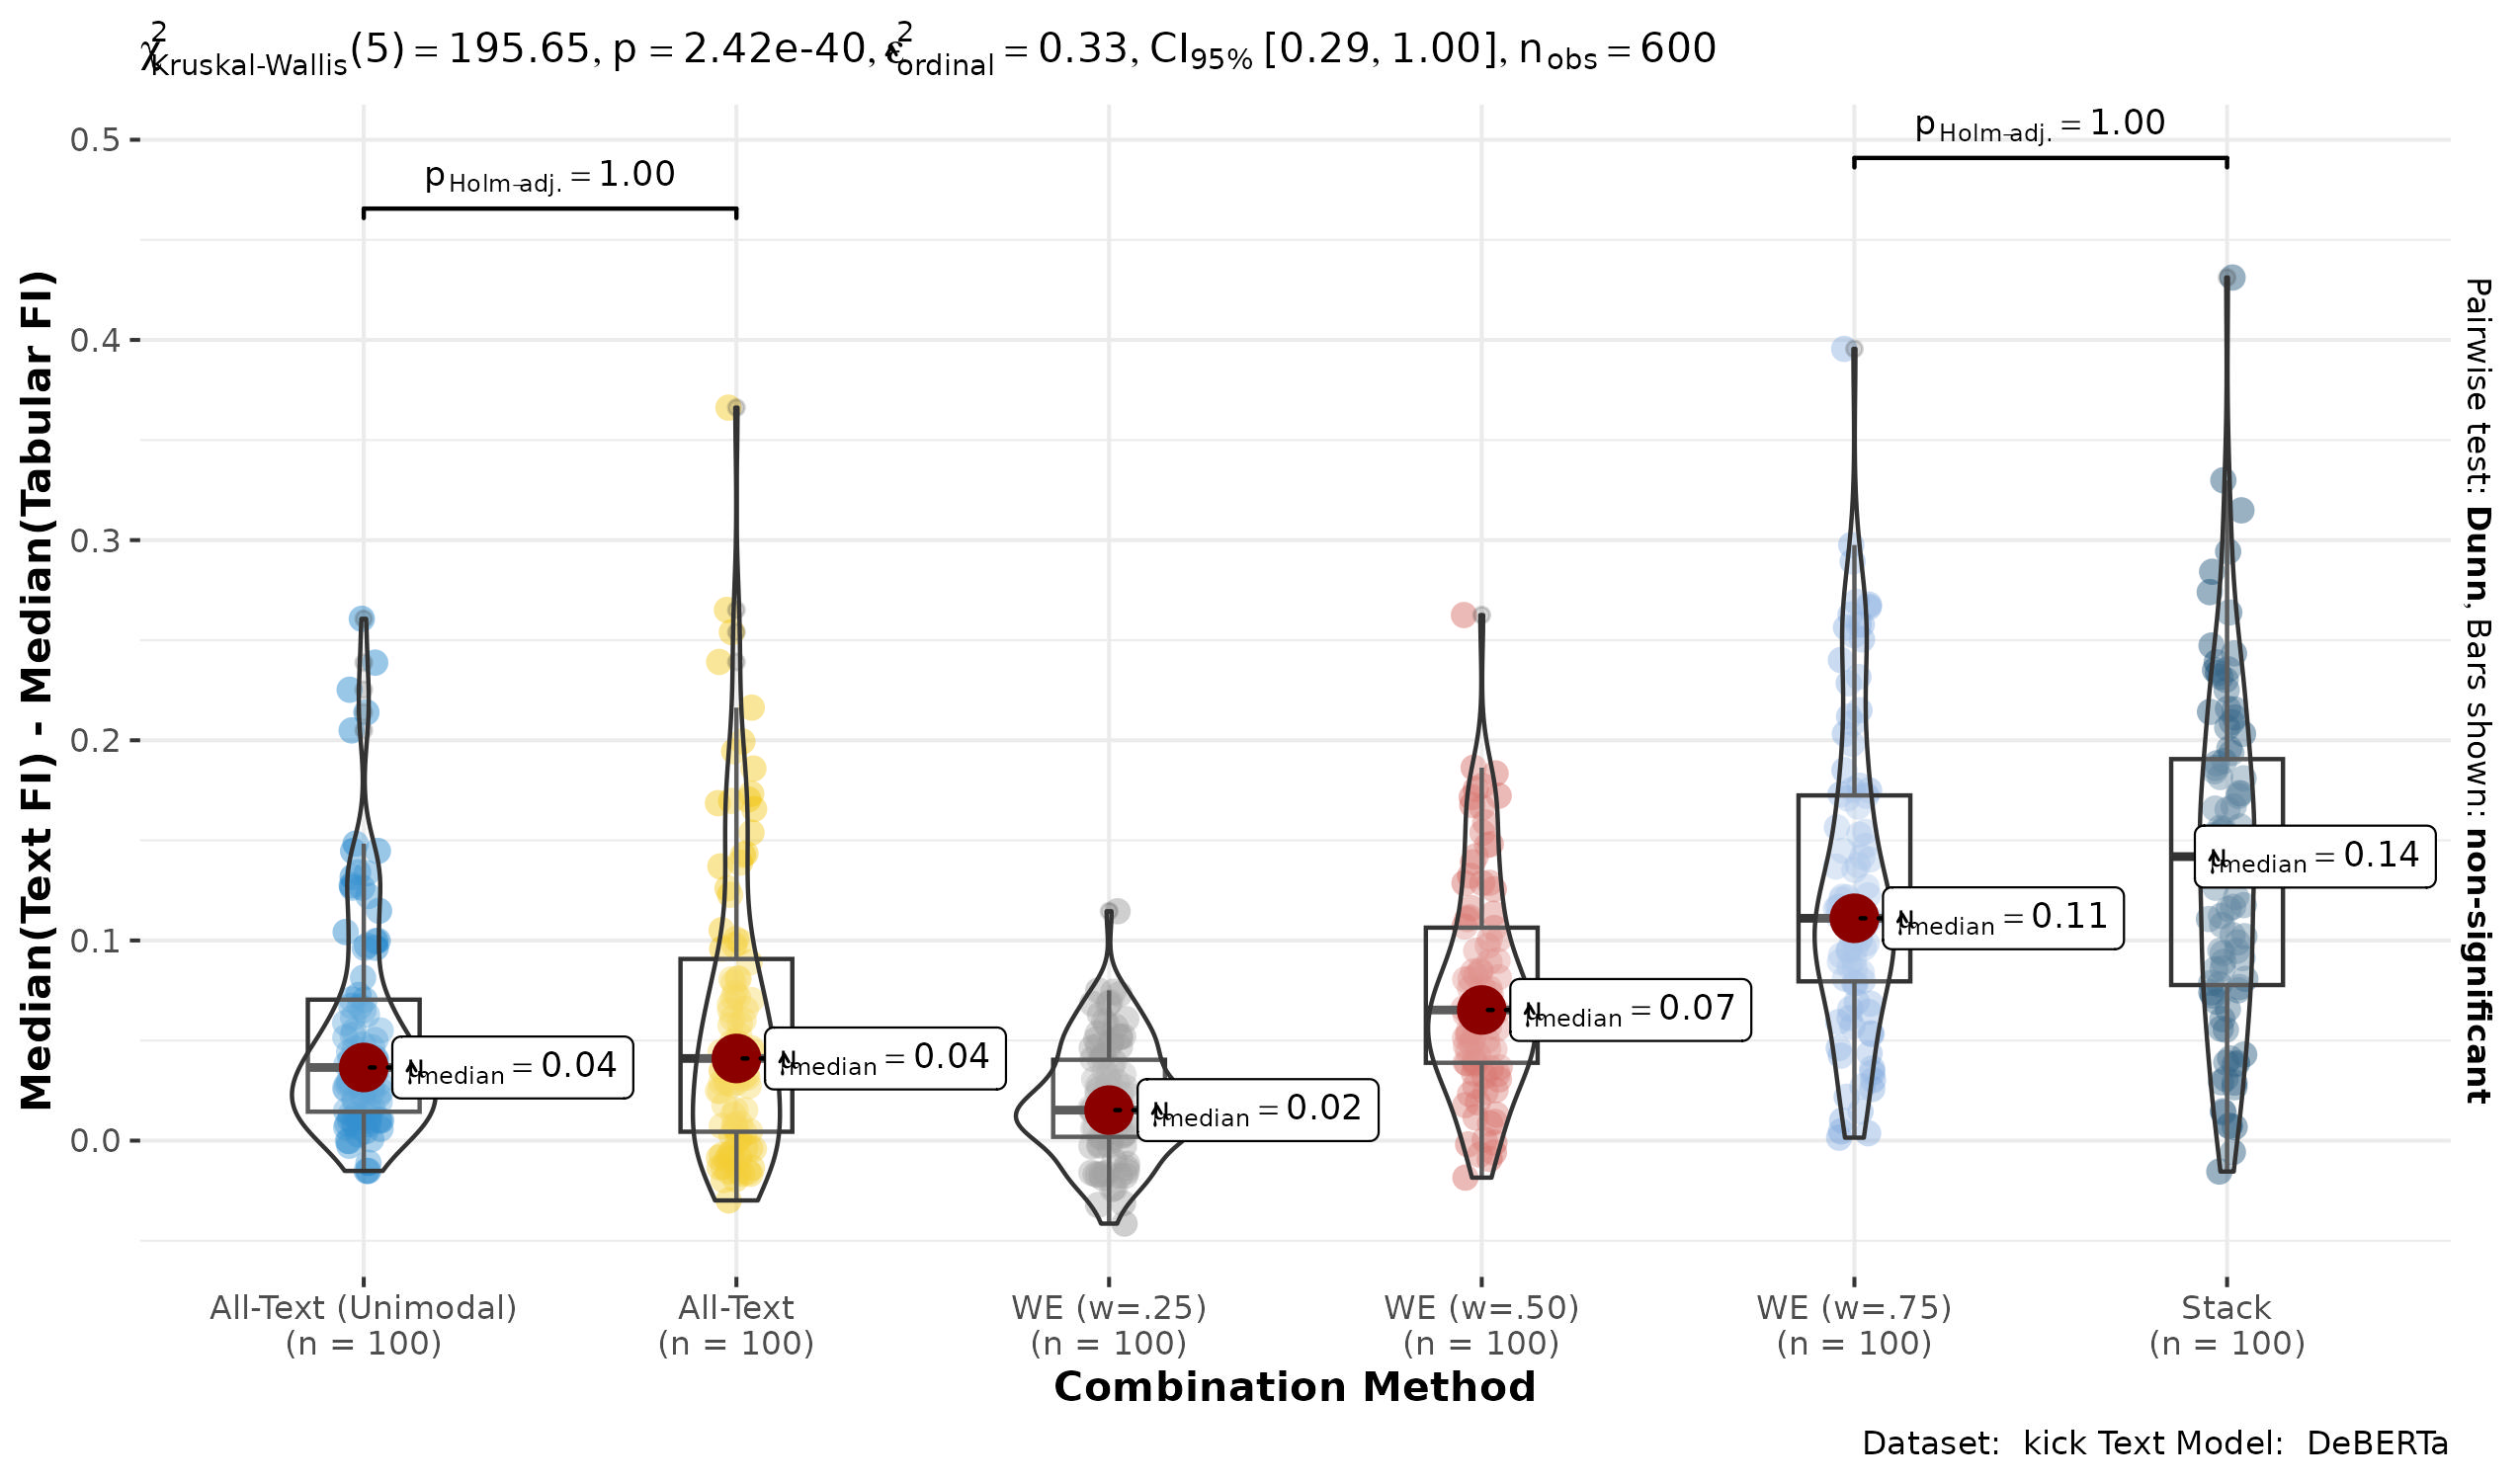 χ²Kruskal-Wallis(5) = 195.65, p = 2.42e-40, ε²ordinal = 0.33, CI95% [0.29, 1.00], nobs = 600
pHolm-adj. = 1.00
0.5
pHolm-adj. = 1.00
0.4
0.3
0.2
0.1
0.0
Median(Text FI) - Median(Tabular FI)
μ̂median = 0.04
μ̂median = 0.04
μ̂median = 0.02
μ̂median = 0.07
μ̂median = 0.11
μ̂median = 0.14
Pairwise test: Dunn, Bars shown: non-significant
All-Text (Unimodal)
(n = 100)
All-Text
(n = 100)
WE (w=.25)
(n = 100)
WE (w=.50)
(n = 100)
WE (w=.75)
(n = 100)
Stack
(n = 100)
Combination Method
Dataset: kick Text Model: DeBERTa